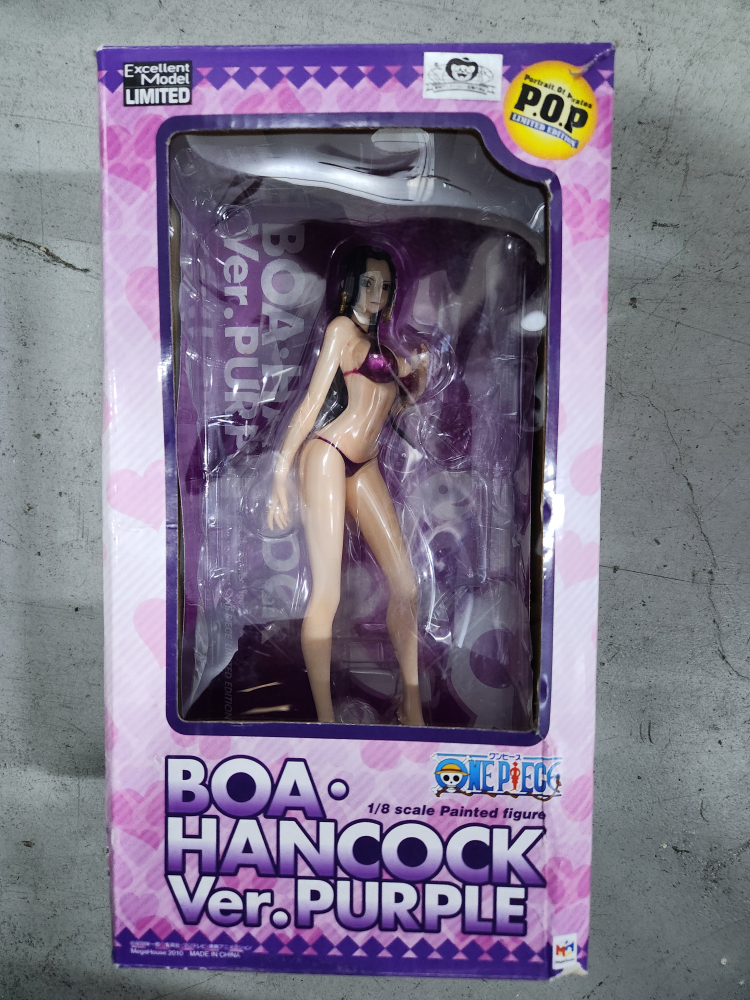 Excellent
Model
LIMITED
Portrait Of Pirates
P.O.P
LIMITED EDITION
BOA・H
Ver.PURP
ワンピース
ONE PIECE
1/8 scale Painted figure
BOA・
HANCOCK
Ver.PURPLE
MegaHouse 2010 MADE IN CHINA